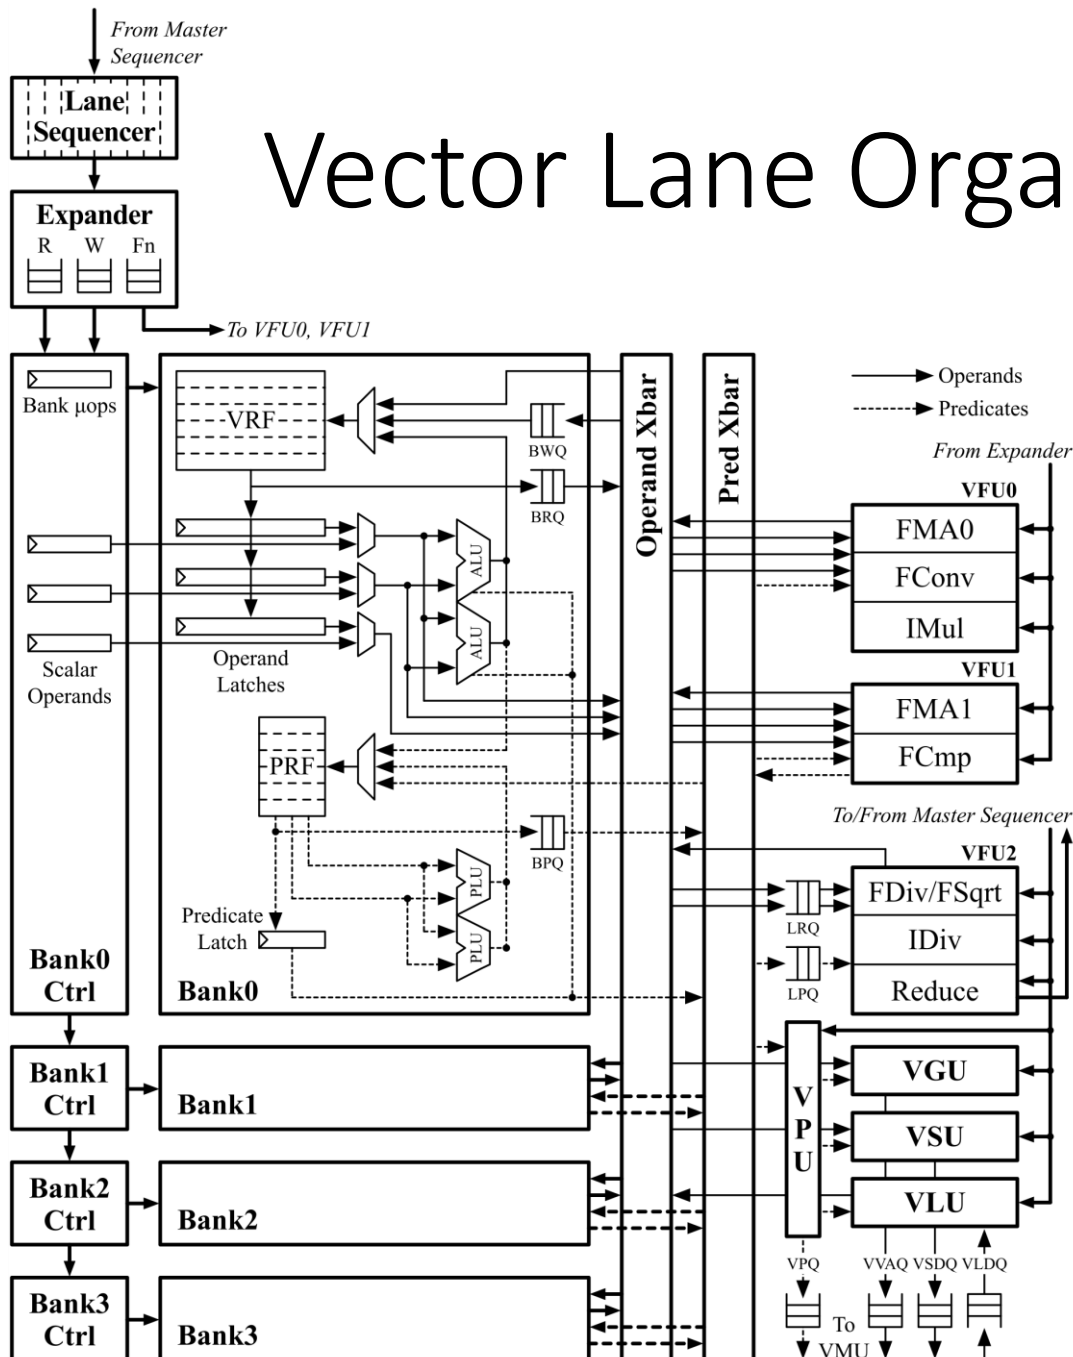 From Master
Sequencer
Lane
Sequencer
Vector Lane Orga
Expander
R W Fn
To VFU0, VFU1
Bank μops
VRF
BWQ
BRQ
Operand Xbar
Pred Xbar
Operands
Predicates
From Expander
VFU0
FMA0
FConv
IMul
ALU
ALU
Scalar
Operands
Operand
Latches
VFU1
FMA1
FCmp
PRF
BPQ
PLU
PLU
Predicate
Latch
To/From Master Sequencer
VFU2
FDiv/FSqrt
IDiv
Reduce
LRQ
LPQ
Bank0
Ctrl
Bank0
Bank1
Ctrl
Bank1
VPU
VGU
VSU
VLU
Bank2
Ctrl
Bank2
VPQ VVAQ VSDQ VLDQ
Bank3
Ctrl
Bank3
To
VMU